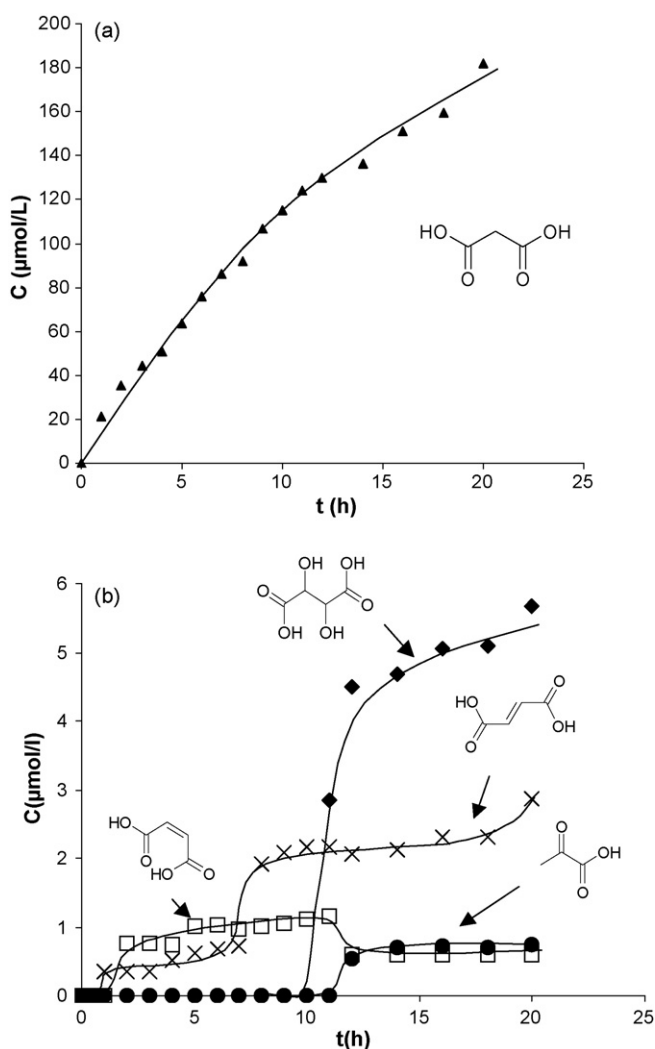 (a)
200
180
160
140
120
100
80
60
40
20
0
C (µmol/L)
HO OH
O O
0 5 10 15 20 25
t (h)
(b)
6
5
4
3
2
1
0
C(µmol/l)
OH OH
O O
OH OH
O
HO
OH
O
HO
O
HO
O
O
OH
O
0 5 10 15 20 25
t(h)